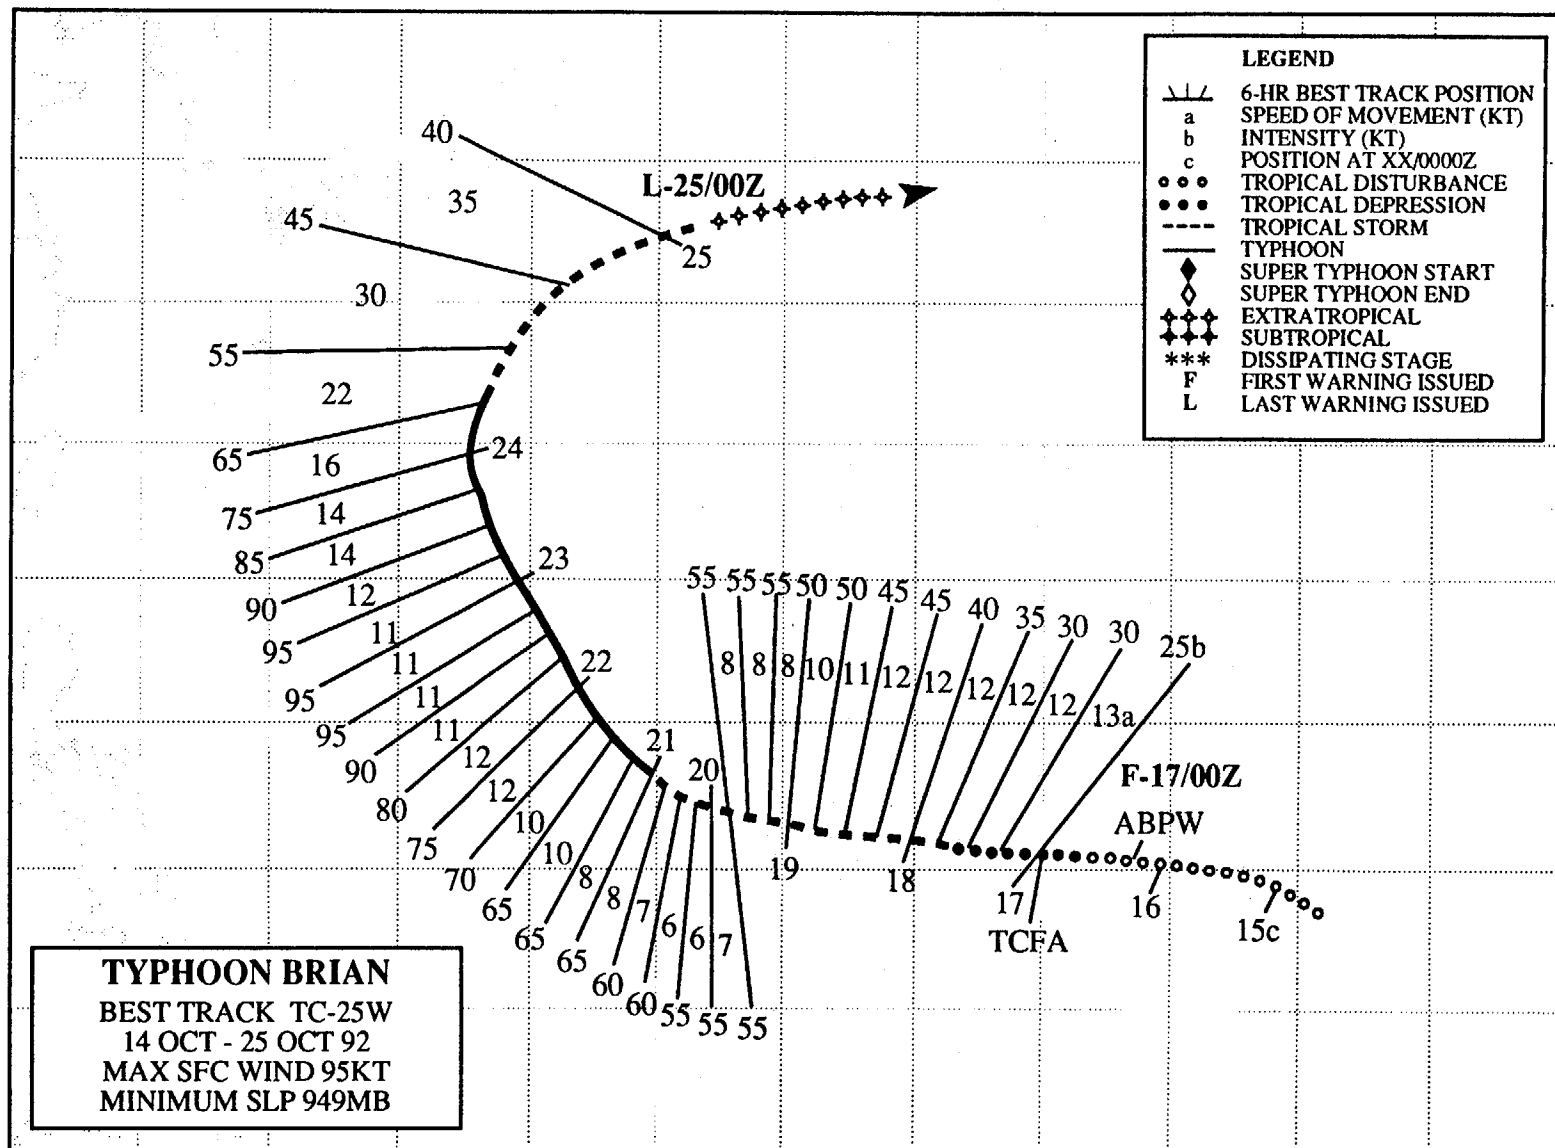 LEGEND
6-HR BEST TRACK POSITION
a SPEED OF MOVEMENT (KT)
b INTENSITY (KT)
c POSITION AT XX/0000Z
TROPICAL DISTURBANCE
TROPICAL DEPRESSION
TROPICAL STORM
TYPHOON
SUPER TYPHOON START
SUPER TYPHOON END
EXTRATROPICAL
SUBTROPICAL
*** DISSIPATING STAGE
F FIRST WARNING ISSUED
L LAST WARNING ISSUED
40
L-25/00Z
35
45
25
30
55
22
65
24
16
75
14
85
14
90
12
95
11
95
11
95
11
90
11
80
12
75
12
70
10
65
10
65
8
65
8
60
7
60
6
55
6
55
7
55
23
22
21
20
55 55 55 50 50 45 45 40 35 30 30 25b
8 8 8 10 11 12 12 12 12 12 13a
F-17/00Z
ABPW
19
18
17
TCFA
16
15c
TYPHOON BRIAN
BEST TRACK TC-25W
14 OCT - 25 OCT 92
MAX SFC WIND 95KT
MINIMUM SLP 949MB